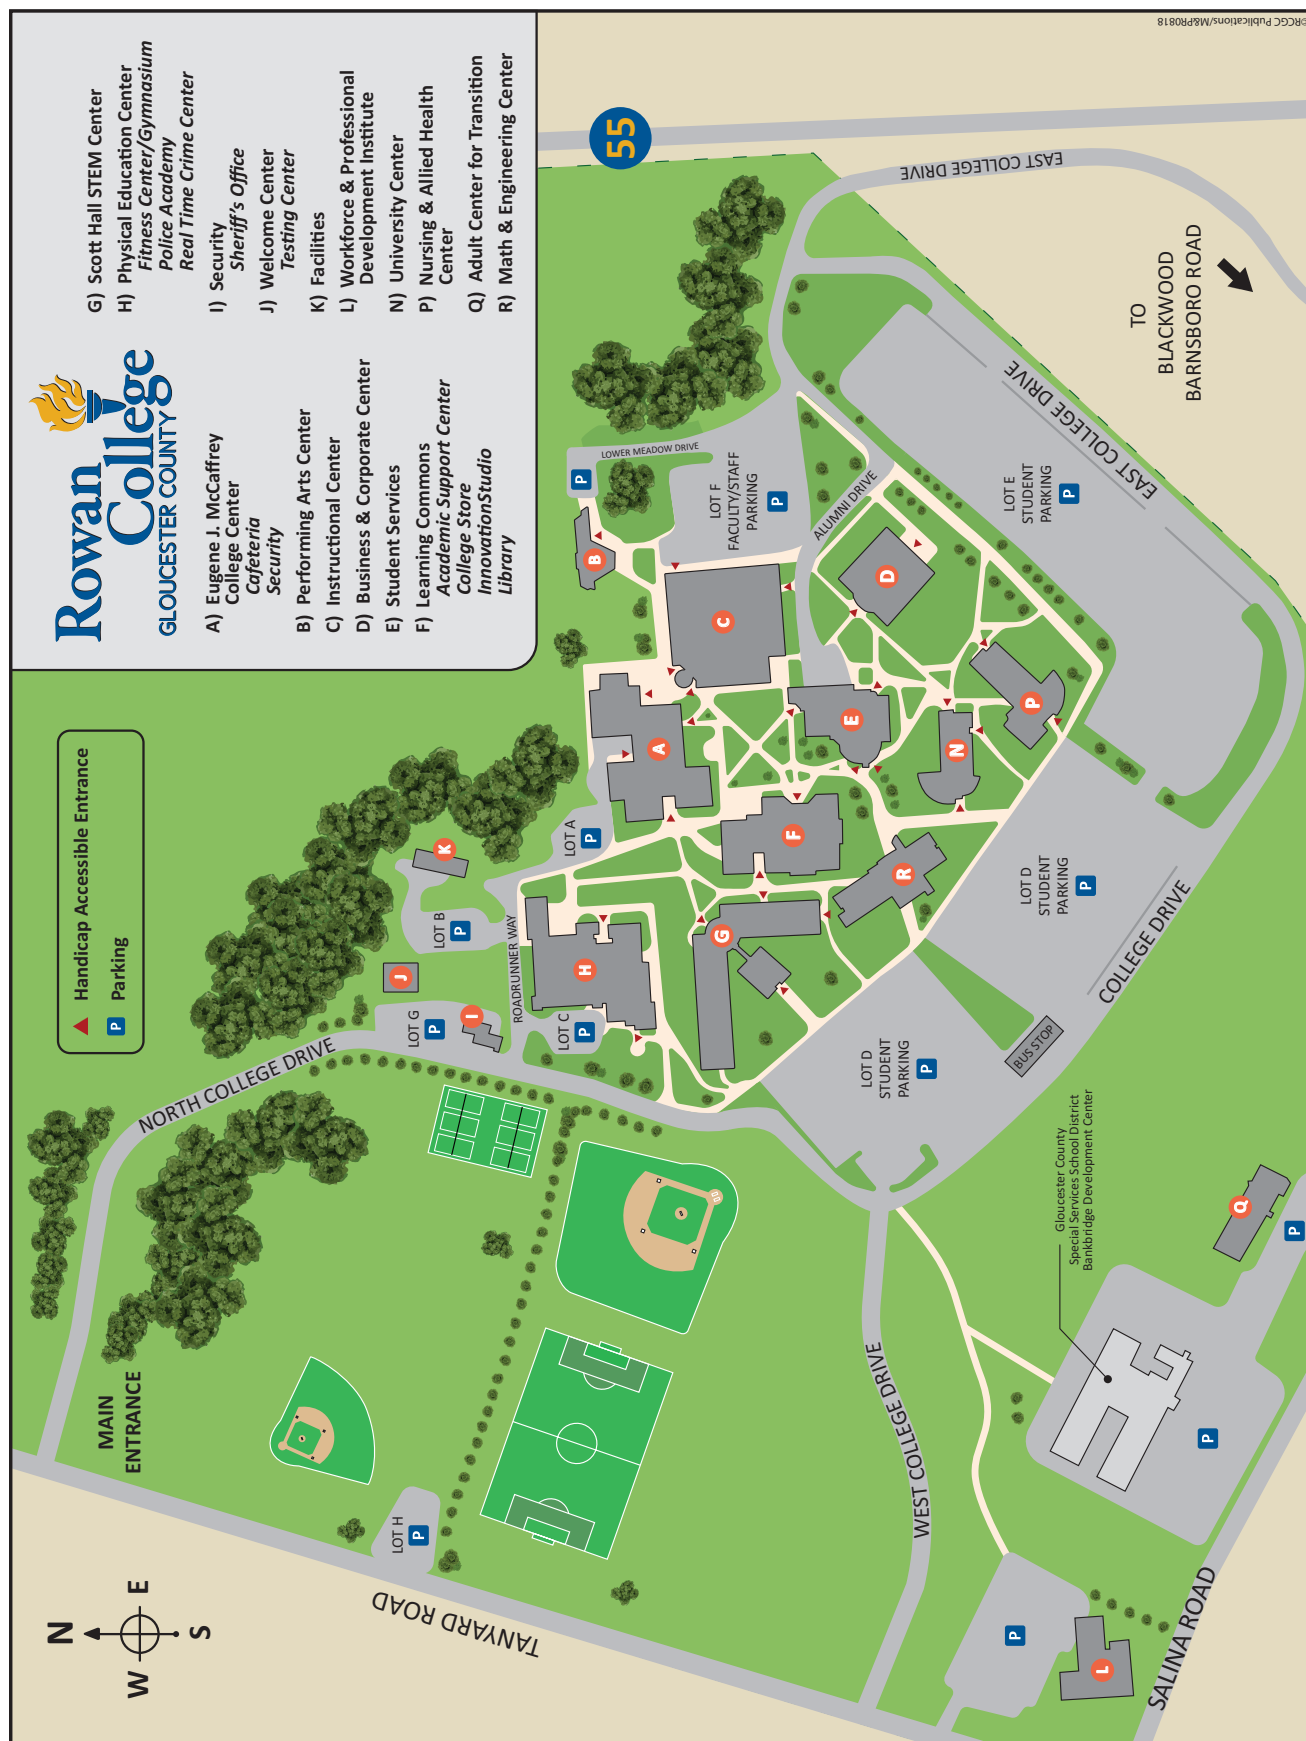 Rowan
College
GLOUCESTER COUNTY
A) Eugene J. McCaffrey
College Center
Cafeteria
Security
B) Performing Arts Center
C) Instructional Center
D) Business & Corporate Center
E) Student Services
F) Learning Commons
Academic Support Center
College Store
InnovationStudio
Library
G) Scott Hall STEM Center
H) Physical Education Center
Fitness Center/Gymnasium
Police Academy
Real Time Crime Center
I) Security
Sheriff's Office
J) Welcome Center
Testing Center
K) Facilities
L) Workforce & Professional
Development Institute
N) University Center
P) Nursing & Allied Health
Center
Q) Adult Center for Transition
R) Math & Engineering Center
Handicap Accessible Entrance
P Parking
N
W E
S
MAIN
ENTRANCE
NORTH COLLEGE DRIVE
TANYARD ROAD
LOT H
P
LOT G
P
I
J
LOT B
P
K
ROADRUNNER WAY
LOT C
P
H
LOT A
P
A
B
P
LOWER MEADOW DRIVE
LOT F
FACULTY/STAFF
PARKING
P
C
ALUMNI DRIVE
D
E
F
G
R
N
P
LOT E
STUDENT
PARKING
P
EAST COLLEGE DRIVE
EAST COLLEGE DRIVE
55
TO
BLACKWOOD
BARNSBORO ROAD
LOT D
STUDENT
PARKING
P
LOT D
STUDENT
PARKING
P
COLLEGE DRIVE
BUS STOP
WEST COLLEGE DRIVE
Gloucester County
Special Services School District
Bankbridge Development Center
Q
P
P
P
L
SALINA ROAD
©RCGC Publications/M&PR0818